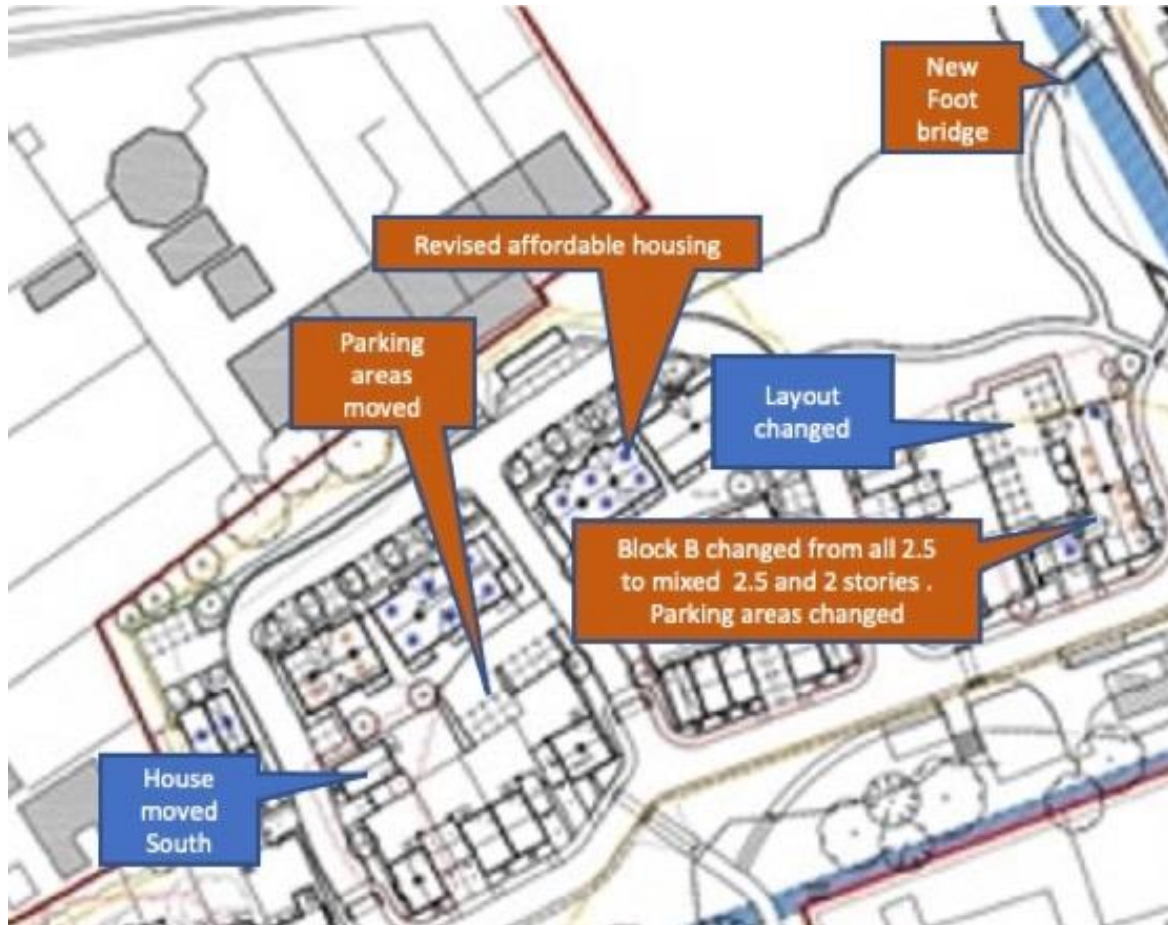 New
Foot
bridge
Revised affordable housing
Parking
areas
moved
Layout
changed
Block B changed from all 2.5
to mixed 2.5 and 2 stories .
Parking areas changed
House
moved
South